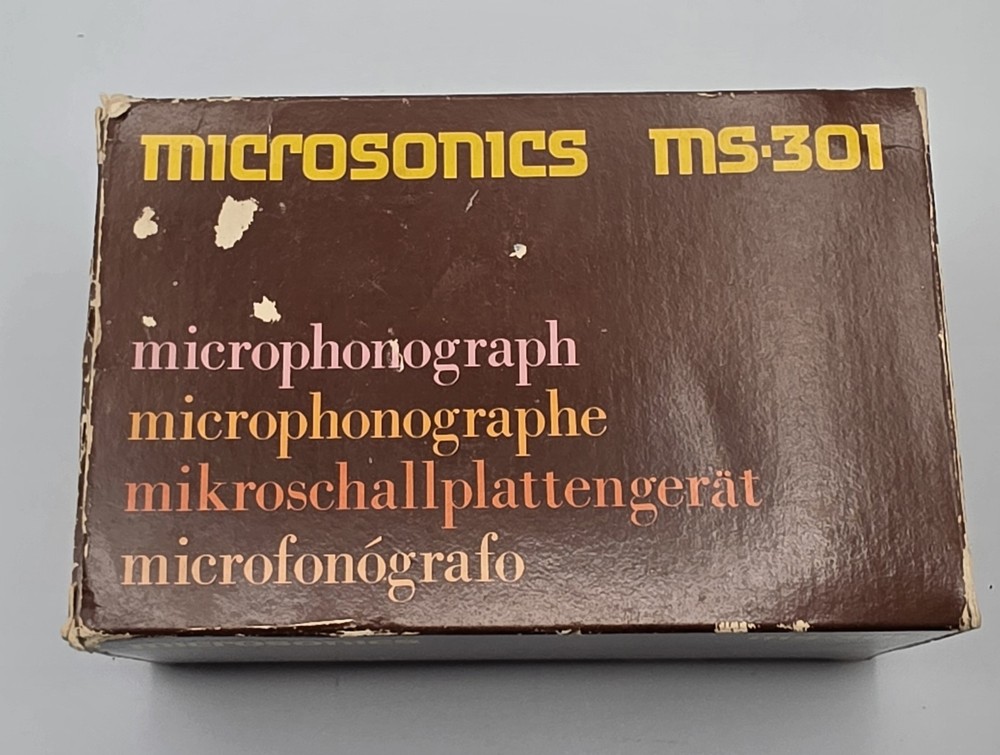 microsonics ms·301
microphonograph
microphonographe
mikroschallplattengerät
microfonógrafo